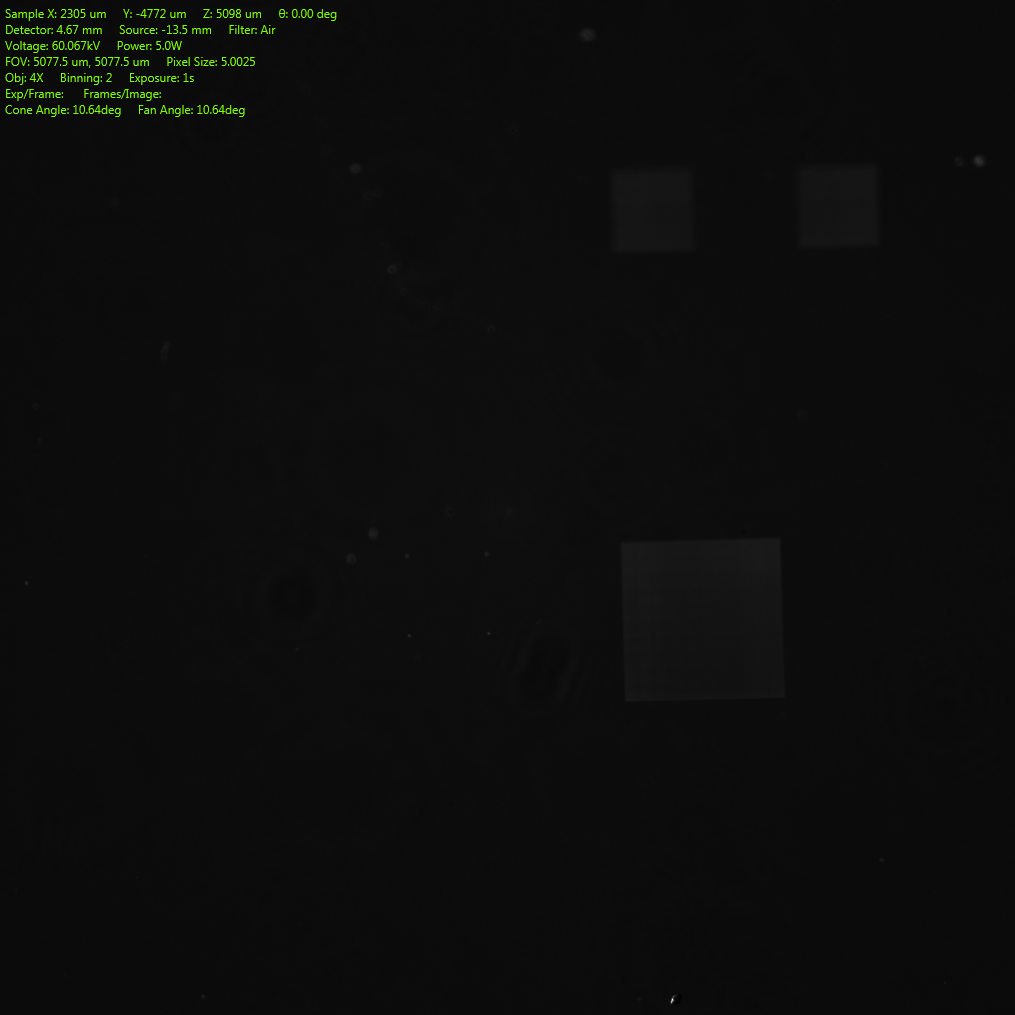 Sample X: 2305 um Y: -4772 um Z: 5098 um θ: 0.00 deg
Detector: 4.67 mm Source: -13.5 mm Filter: Air
Voltage: 60.067kV Power: 5.0W
FOV: 5077.5 um, 5077.5 um Pixel Size: 5.0025
Obj: 4X Binning: 2 Exposure: 1s
Exp/Frame: Frames/Image:
Cone Angle: 10.64deg Fan Angle: 10.64deg